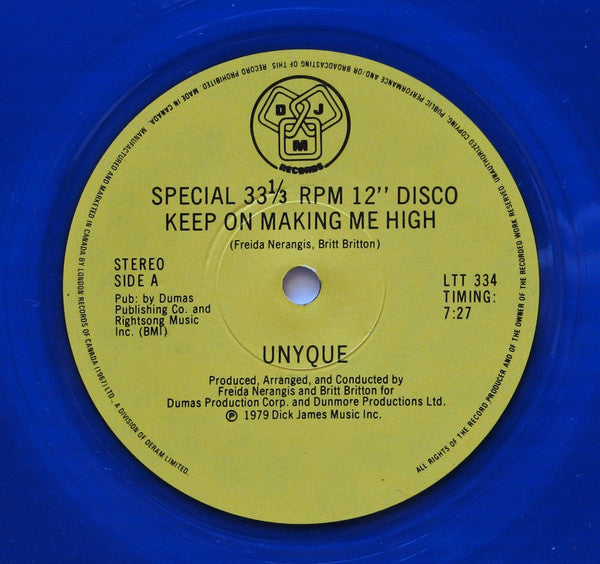 D J M
RECORDS
SPECIAL 33⅓ RPM 12'' DISCO
KEEP ON MAKING ME HIGH
(Freida Nerangis, Britt Britton)
STEREO
SIDE A
Pub: by Dumas
Publishing Co. and
Rightsong Music
Inc. (BMI)
LTT 334
TIMING:
7:27
UNYQUE
Produced, Arranged, and Conducted by
Freida Nerangis and Britt Britton for
Dumas Production Corp. and Dunmore Productions Ltd.
℗ 1979 Dick James Music Inc.
MADE IN CANADA. MANUFACTURED AND MARKETED IN CANADA BY LONDON RECORDS OF CANADA (1967) LTD., A DIVISION OF DERAM LIMITED.
ALL RIGHTS OF THE RECORD PRODUCER AND OF THE OWNER OF THE RECORDED WORK RESERVED. UNAUTHORIZED COPYING, PUBLIC PERFORMANCE AND/OR BROADCASTING OF THIS RECORD PROHIBITED.